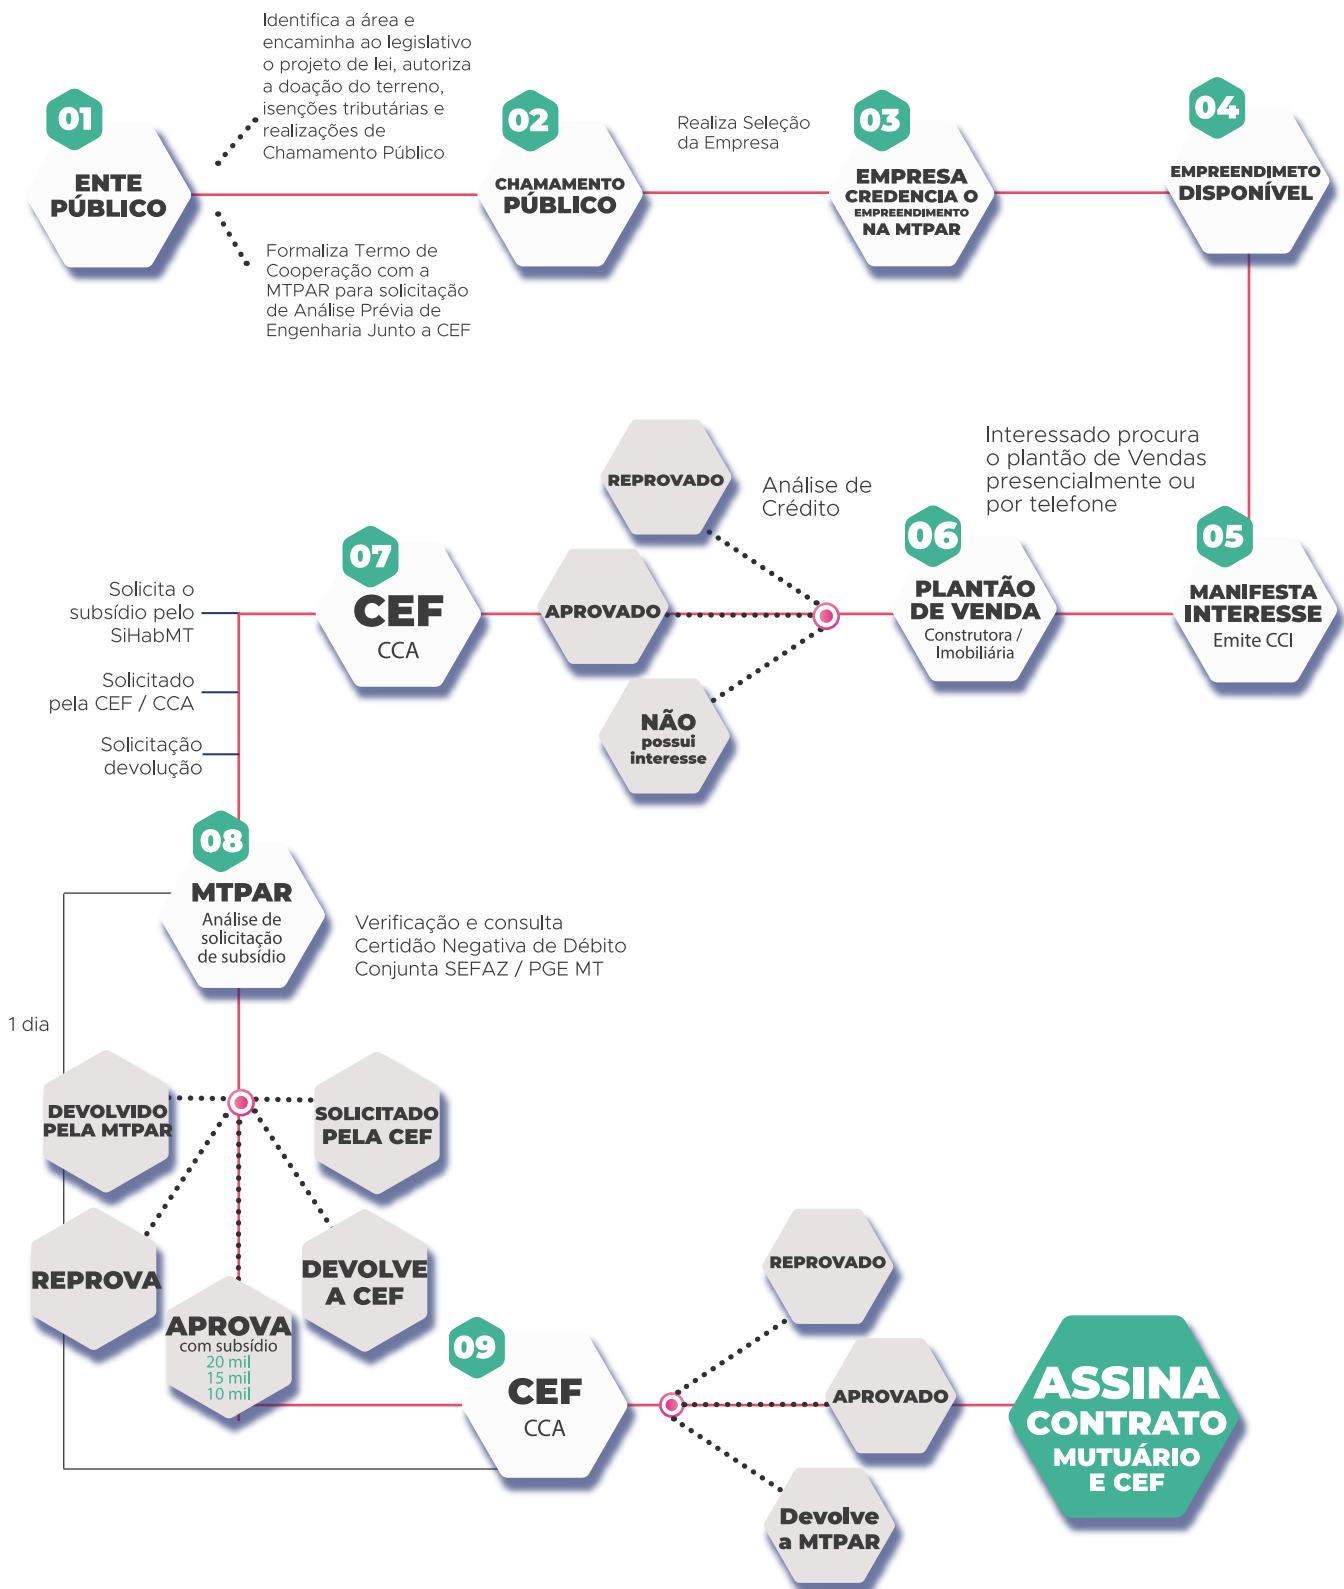 Identifica a área e
encaminha ao legislativo
o projeto de lei, autoriza
a doação do terreno,
isenções tributárias e
realizações de
Chamamento Público
01
ENTE
PÚBLICO
Formaliza Termo de
Cooperação com a
MTPAR para solicitação
de Análise Prévia de
Engenharia Junto a CEF
02
CHAMAMENTO
PÚBLICO
Realiza Seleção
da Empresa
03
EMPRESA
CREDENCIA O
EMPREENDIMENTO
NA MTPAR
04
EMPREENDIMETO
DISPONÍVEL
05
MANIFESTA
INTERESSE
Emite CCI
Interessado procura
o plantão de Vendas
presencialmente ou
por telefone
06
PLANTÃO
DE VENDA
Construtora /
Imobiliária
Análise de
Crédito
REPROVADO
APROVADO
NÃO
possui
interesse
07
CEF
CCA
Solicita o
subsídio pelo
SiHabMT
Solicitado
pela CEF / CCA
Solicitação
devolução
08
MTPAR
Análise de
solicitação
de subsídio
Verificação e consulta
Certidão Negativa de Débito
Conjunta SEFAZ / PGE MT
1 dia
DEVOLVIDO
PELA MTPAR
SOLICITADO
PELA CEF
REPROVA
DEVOLVE
A CEF
APROVA
com subsídio
20 mil
15 mil
10 mil
09
CEF
CCA
REPROVADO
APROVADO
Devolve
a MTPAR
ASSINA
CONTRATO
MUTUÁRIO
E CEF